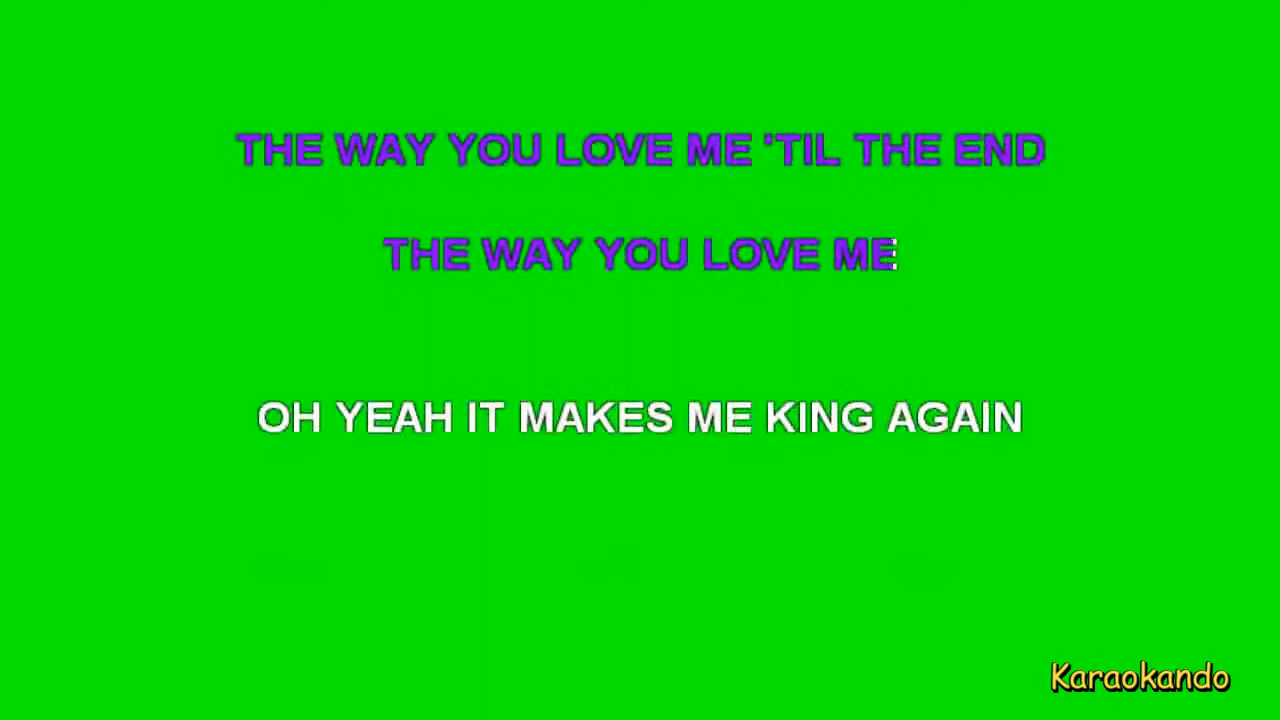 THE WAY YOU LOVE ME 'TIL THE END
THE WAY YOU LOVE ME
OH YEAH IT MAKES ME KING AGAIN
Karaokando